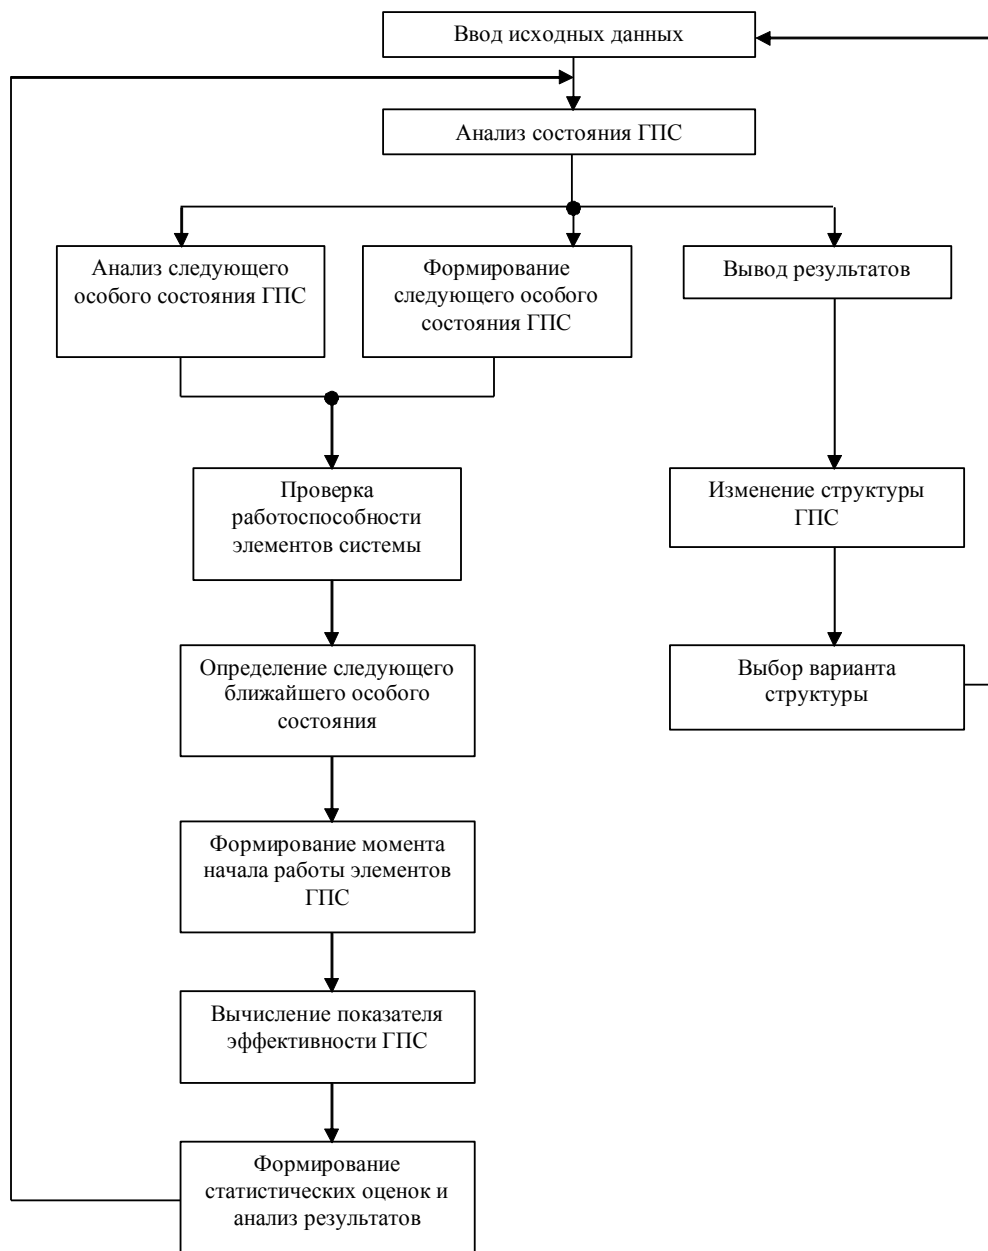 Ввод исходных данных
Анализ состояния ГПС
Анализ следующего
особого состояния ГПС
Формирование
следующего особого
состояния ГПС
Вывод результатов
Проверка
работоспособности
элементов системы
Изменение структуры
ГПС
Определение следующего
ближайшего особого
состояния
Выбор варианта
структуры
Формирование момента
начала работы элементов
ГПС
Вычисление показателя
эффективности ГПС
Формирование
статистических оценок и
анализ результатов